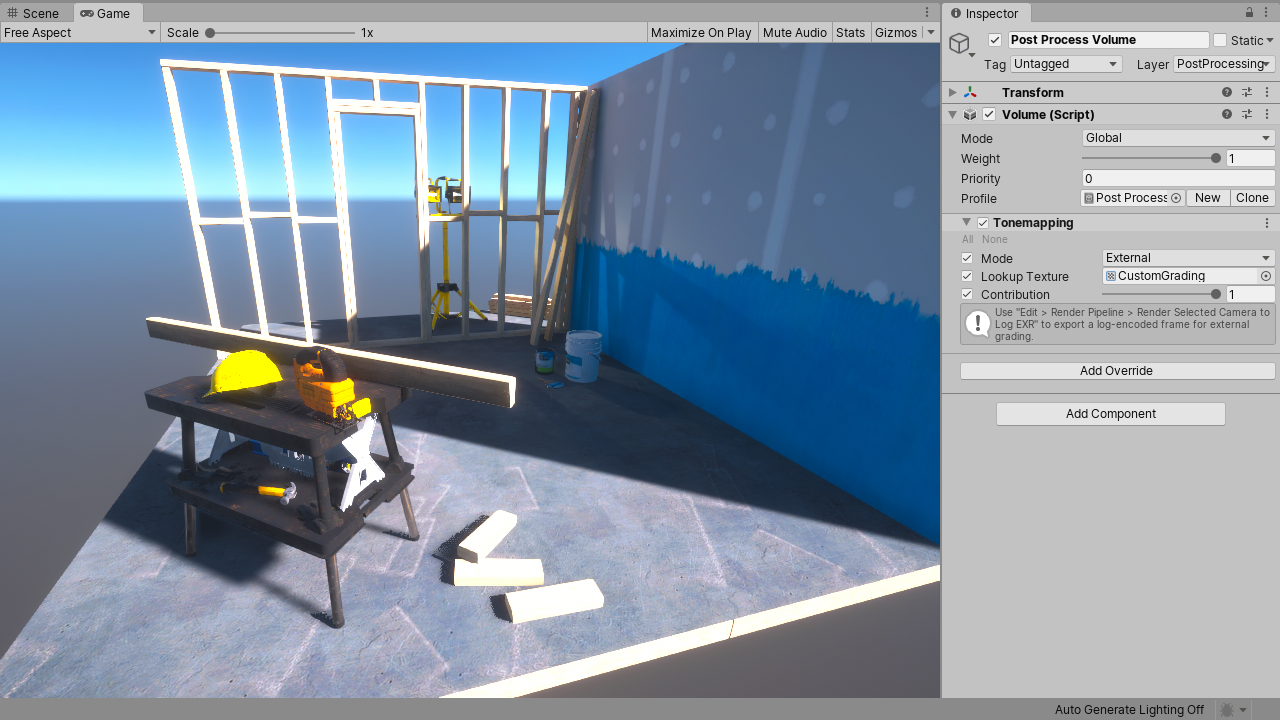 Scene Game
Free Aspect Scale 1x Maximize On Play Mute Audio Stats Gizmos
Inspector
Post Process Volume Static
Tag Untagged Layer PostProcessing
Transform
Volume (Script)
Mode Global
Weight 1
Priority 0
Profile Post Process New Clone
Tonemapping
All None
Mode External
Lookup Texture CustomGrading
Contribution 1
Use "Edit > Render Pipeline > Render Selected Camera to
Log EXR" to export a log-encoded frame for external
grading.
Add Override
Add Component
Auto Generate Lighting Off